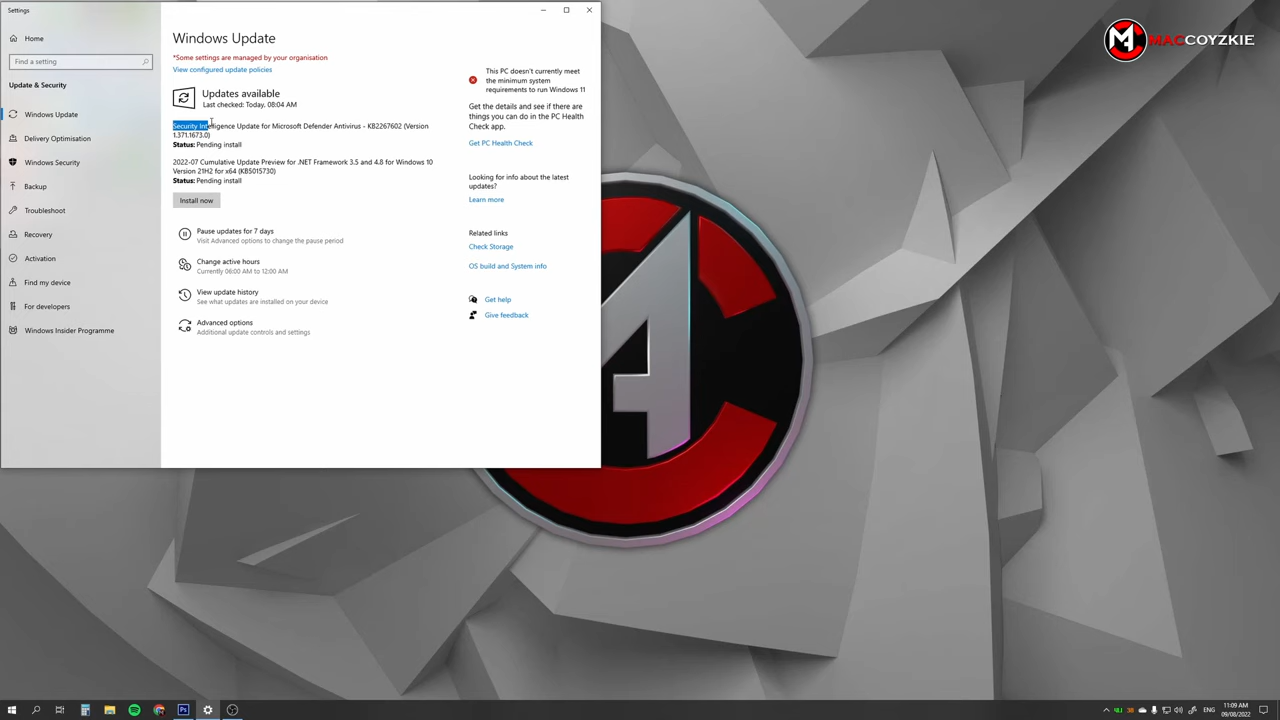 Settings
MACCOYZKIE
Home
Find a setting
Update & Security
Windows Update
Delivery Optimisation
Windows Security
Backup
Troubleshoot
Recovery
Activation
Find my device
For developers
Windows Insider Programme
Windows Update
*Some settings are managed by your organisation
View configured update policies
Updates available
Last checked: Today, 08:04 AM
Security Intelligence Update for Microsoft Defender Antivirus - KB2267602 (Version
1.371.1673.0)
Status: Pending install
2022-07 Cumulative Update Preview for .NET Framework 3.5 and 4.8 for Windows 10
Version 21H2 for x64 (KB5015730)
Status: Pending install
Install now
Pause updates for 7 days
Visit Advanced options to change the pause period
Change active hours
Currently 06:00 AM to 12:00 AM
View update history
See what updates are installed on your device
Advanced options
Additional update controls and settings
This PC doesn't currently meet
the minimum system
requirements to run Windows 11
Get the details and see if there are
things you can do in the PC Health
Check app.
Get PC Health Check
Looking for info about the latest
updates?
Learn more
Related links
Check Storage
OS build and System info
Get help
Give feedback
Ps
38
ENG
11:09 AM
09/08/2022